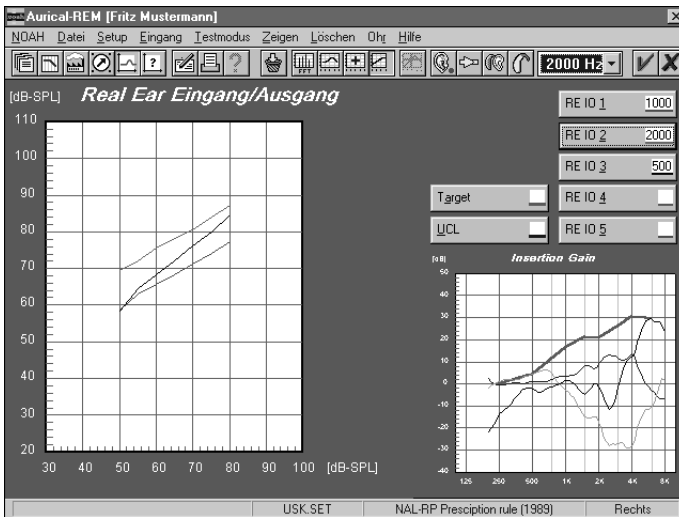 Aurical-REM [Fritz Mustermann]
NOAH Datei Setup Eingang Testmodus Zeigen Löschen Ohr Hilfe
FFT 2000 Hz
[dB-SPL] Real Ear Eingang/Ausgang
110
100
90
80
70
60
50
40
30
20
30 40 50 60 70 80 90 100 [dB-SPL]
RE IO 1 1000
RE IO 2 2000
RE IO 3 500
Target RE IO 4
UCL RE IO 5
[dB] Insertion Gain
50
40
30
20
10
0
-10
-20
-30
-40
125 250 500 1K 2K 4K 8K
USK.SET NAL-RP Presciption rule (1989) Rechts